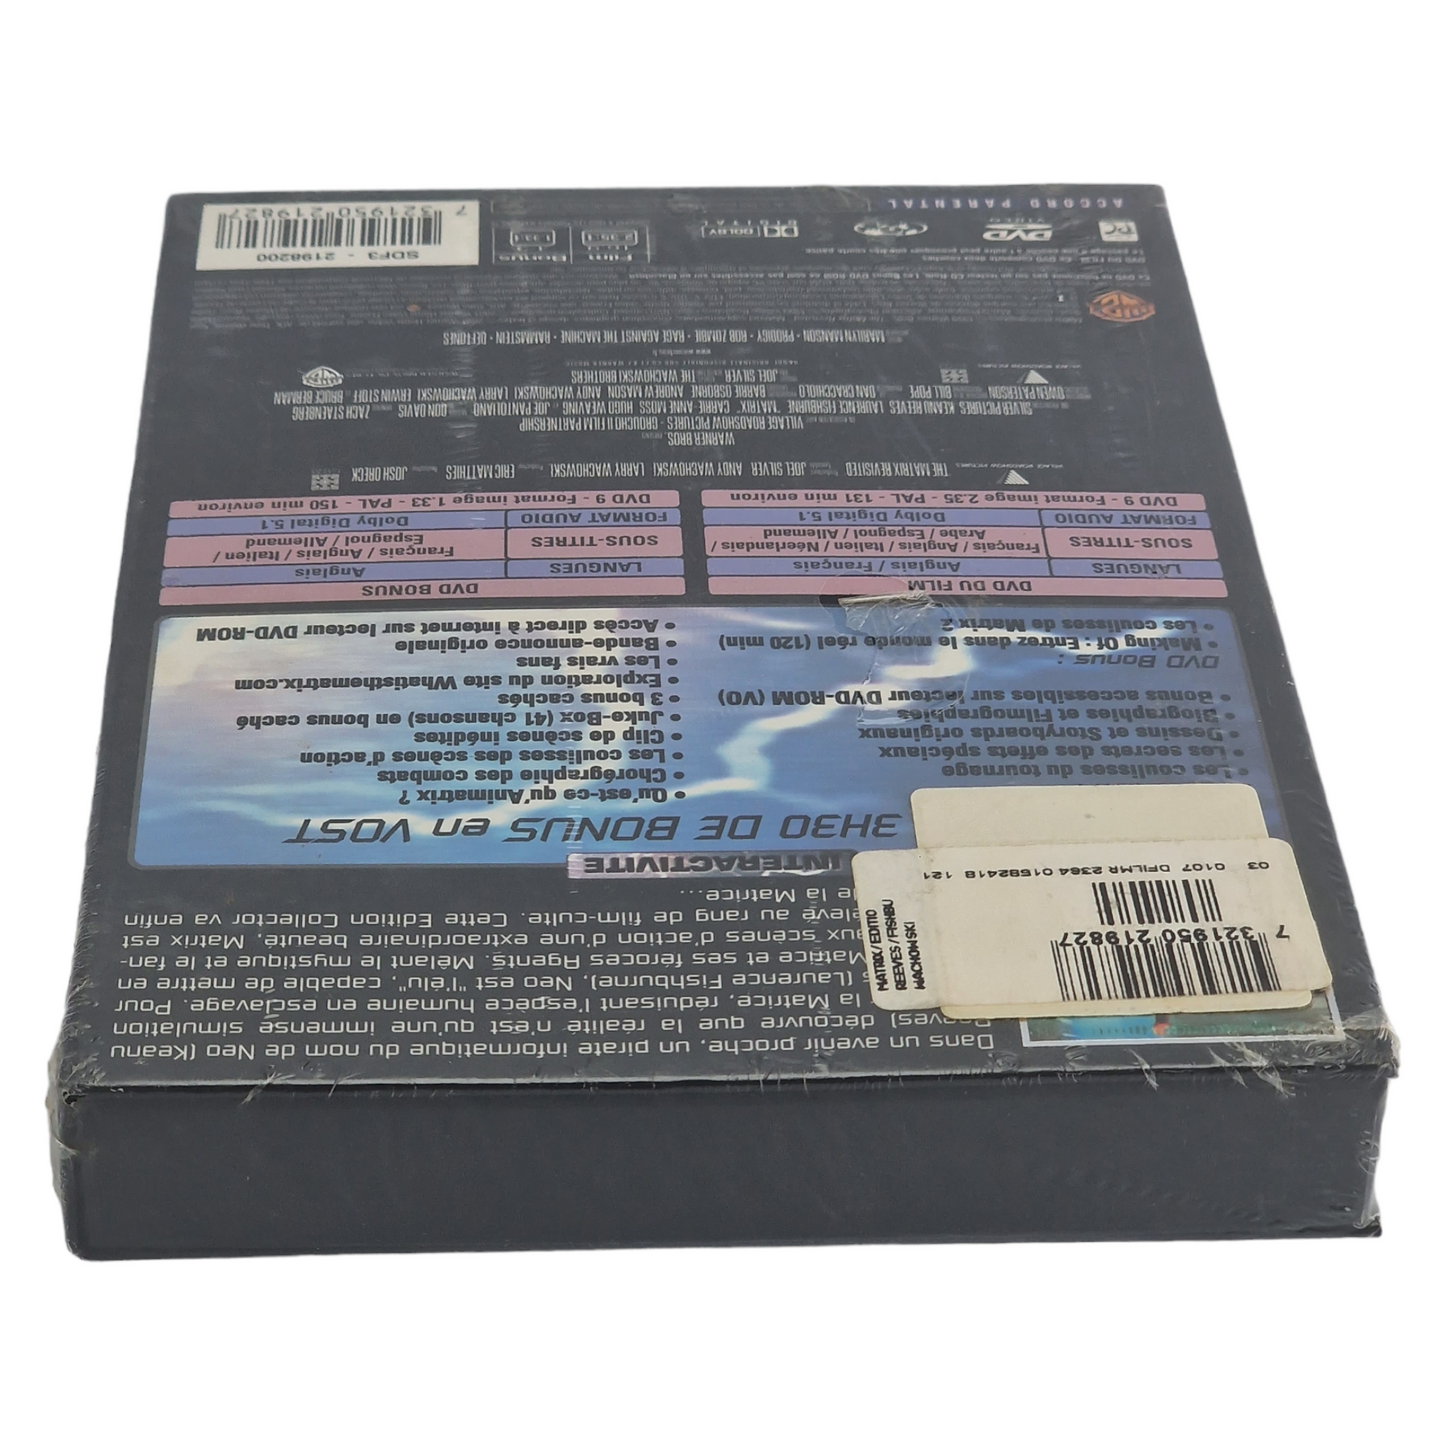 Dans un avenir proche, un pirate informatique du nom de Neo (Keanu
Reeves) découvre que la réalité n'est qu'une immense simulation
la Matrice, réduisant l'espèce humaine en esclavage. Pour
(Laurence Fishburne), Neo est "l'élu", capable de mettre en
Matrice et ses féroces Agents. Mêlant le mystique et le fan-
aux scènes d'action d'une extraordinaire beauté, Matrix est
élevé au rang de film-culte. Cette Edition Collector va enfin
de la Matrice...
INTERACTIVITE
3H30 DE BONUS en VOST
• Les coulisses du tournage
• Les secrets des effets spéciaux
• Dessins et Storyboards originaux
• Biographies et Filmographies
• Bonus accessibles sur lecteur DVD-ROM (VO)
DVD Bonus :
• Making Of : Entrez dans le monde réel (120 min)
• Les coulisses de Matrix 2
• Qu'est-ce qu'Animatrix ?
• Chorégraphie des combats
• Les coulisses des scènes d'action
• Clip de scènes inédites
• Juke-Box (41 chansons) en bonus caché
• 3 bonus cachés
• Exploration du site Whatisthematrix.com
• Les vrais fans
• Bande-annonce originale
• Accès direct à internet sur lecteur DVD-ROM
DVD DU FILM
LANGUES Anglais / Français
SOUS-TITRES Français / Anglais / Italien / Néerlandais /
Arabe / Espagnol / Allemand
FORMAT AUDIO Dolby Digital 5.1
DVD 9 - Format image 2.35 - PAL - 131 min environ
DVD BONUS
LANGUES Anglais
SOUS-TITRES Français / Anglais / Italien /
Espagnol / Allemand
FORMAT AUDIO Dolby Digital 5.1
DVD 9 - Format image 1.33 - PAL - 150 min environ
THE MATRIX REVISITED JOEL SILVER ANDY WACHOWSKI LARRY WACHOWSKI ERIC MATTHIES JOSH ORECK
WARNER BROS.
VILLAGE ROADSHOW PICTURES - GROUCHO II FILM PARTNERSHIP
SILVER PICTURES KEANU REEVES LAURENCE FISHBURNE "MATRIX" CARRIE-ANNE MOSS HUGO WEAVING JOE PANTOLIANO DON DAVIS ZACH STAENBERG
OWEN PATERSON BILL POPE DAN CRACCHIOLO BARRIE OSBORNE ANDREW MASON ANDY WACHOWSKI LARRY WACHOWSKI ERWIN STOFF BRUCE BERMAN
JOEL SILVER THE WACHOWSKI BROTHERS
MARILYN MANSON • PRODIGY • ROB ZOMBIE • RAGE AGAINST THE MACHINE • RAMMSTEIN • DEFTONES
DVD VIDEO
DOLBY DIGITAL
Film 2.35:1
Bonus 1.33:1
ACCORD PARENTAL
SDF3 - 2198200
7 321950 219827
7 321950 219827
03 0107 DFILMR 2364 01582418 121
MATRIX/EDITIO
REEVES/FISHBU
WACHOWSKI